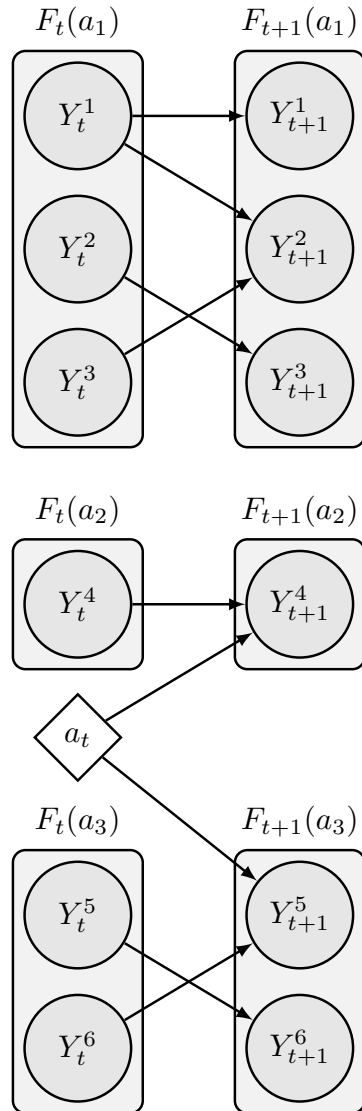 F_t(a_1) F_{t+1}(a_1)
Y_t^1 Y_{t+1}^1
Y_t^2 Y_{t+1}^2
Y_t^3 Y_{t+1}^3
F_t(a_2) F_{t+1}(a_2)
Y_t^4 Y_{t+1}^4
a_t
F_t(a_3) F_{t+1}(a_3)
Y_t^5 Y_{t+1}^5
Y_t^6 Y_{t+1}^6